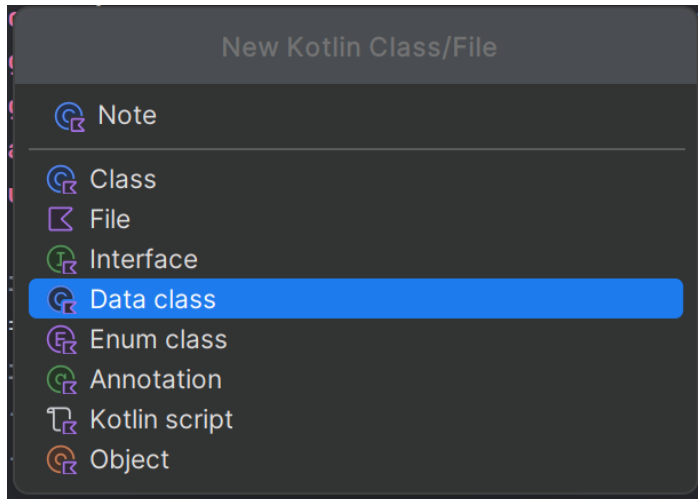 New Kotlin Class/File
Note
Class
File
Interface
Data class
Enum class
Annotation
Kotlin script
Object